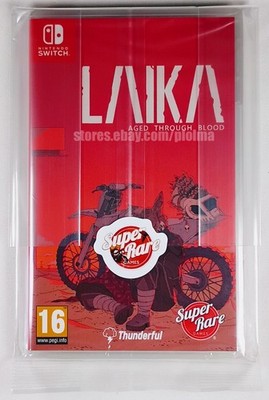 NINTENDO
SWITCH
LAIKA
AGED THROUGH BLOOD
stores.ebay.com/plolma
Super
Rare
GAMES
16
www.pegi.info
Thunderful
Super
Rare
GAMES